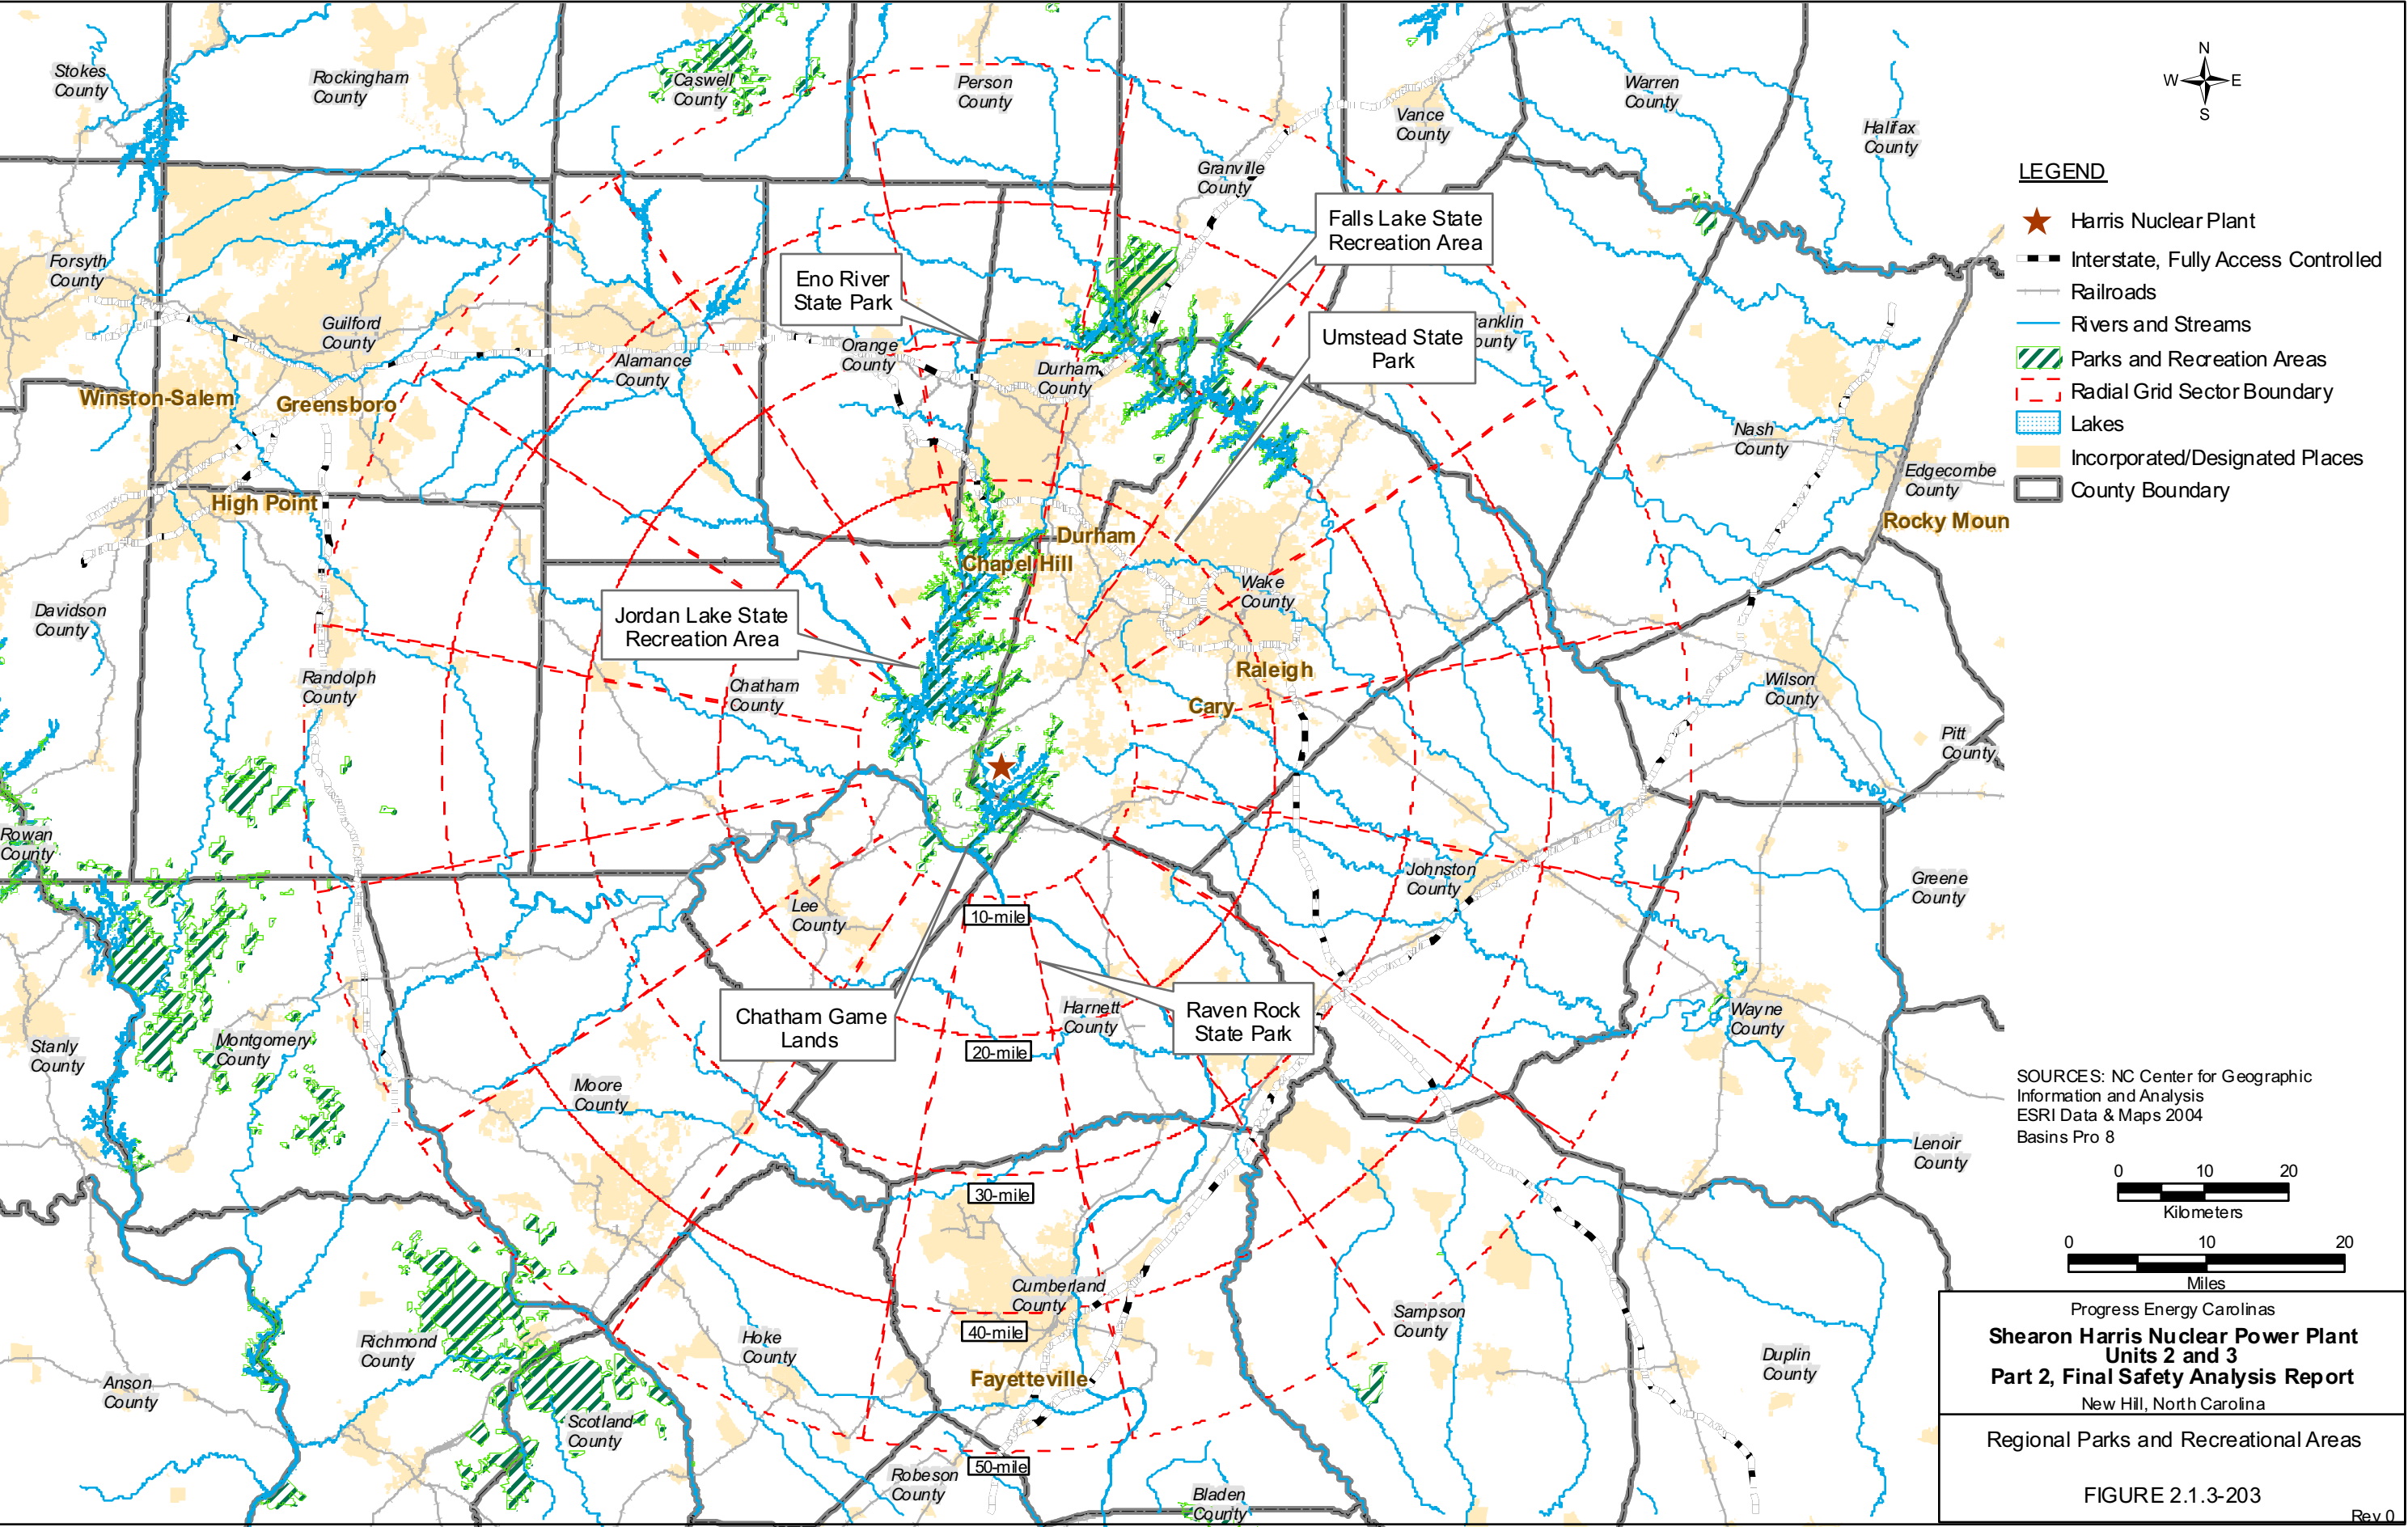 Stokes
County
Rockingham
County
Caswell
County
Person
County
Granville
County
Vance
County
Warren
County
Halifax
County
Forsyth
County
Guilford
County
Winston-Salem
Greensboro
High Point
Alamance
County
Orange
County
Durham
County
Eno River
State Park
Falls Lake State
Recreation Area
Umstead State
Park
anklin
ounty
Nash
County
Edgecombe
County
Rocky Moun
Durham
Chapel Hill
Wake
County
Raleigh
Cary
Jordan Lake State
Recreation Area
Davidson
County
Randolph
County
Chatham
County
Wilson
County
Pitt
County
Rowan
County
Lee
County
Johnston
County
Greene
County
10-mile
Chatham Game
Lands
Harnett
County
Raven Rock
State Park
20-mile
Wayne
County
Stanly
County
Montgomery
County
Moore
County
Lenoir
County
30-mile
Cumberland
County
40-mile
Fayetteville
Sampson
County
Hoke
County
Richmond
County
Anson
County
Scotland
County
Duplin
County
50-mile
Robeson
County
Bladen
County
N
W E
S
LEGEND
Harris Nuclear Plant
Interstate, Fully Access Controlled
Railroads
Rivers and Streams
Parks and Recreation Areas
Radial Grid Sector Boundary
Lakes
Incorporated/Designated Places
County Boundary
SOURCES: NC Center for Geographic
Information and Analysis
ESRI Data & Maps 2004
Basins Pro 8
0 10 20
Kilometers
0 10 20
Miles
Progress Energy Carolinas
Shearon Harris Nuclear Power Plant
Units 2 and 3
Part 2, Final Safety Analysis Report
New Hill, North Carolina
Regional Parks and Recreational Areas
FIGURE 2.1.3-203
Rev 0